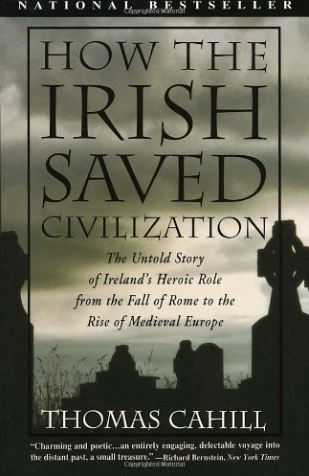 NATIONAL BESTSELLER
HOW THE
IRISH
SAVED
CIVILIZATION
The Untold Story
of Ireland's Heroic Role
from the Fall of Rome to the
Rise of Medieval Europe
THOMAS CAHILL
"Charming and poetic...an entirely engaging, delectable voyage into
the distant past, a small treasure." —Richard Bernstein, New York Times
Copyrighted Material